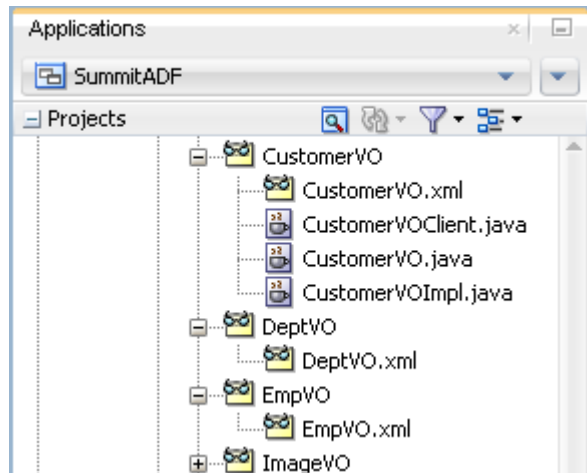 Applications
SummitADF
Projects
CustomerVO
CustomerVO.xml
CustomerVOClient.java
CustomerVO.java
CustomerVOImpl.java
DeptVO
DeptVO.xml
EmpVO
EmpVO.xml
ImageVO